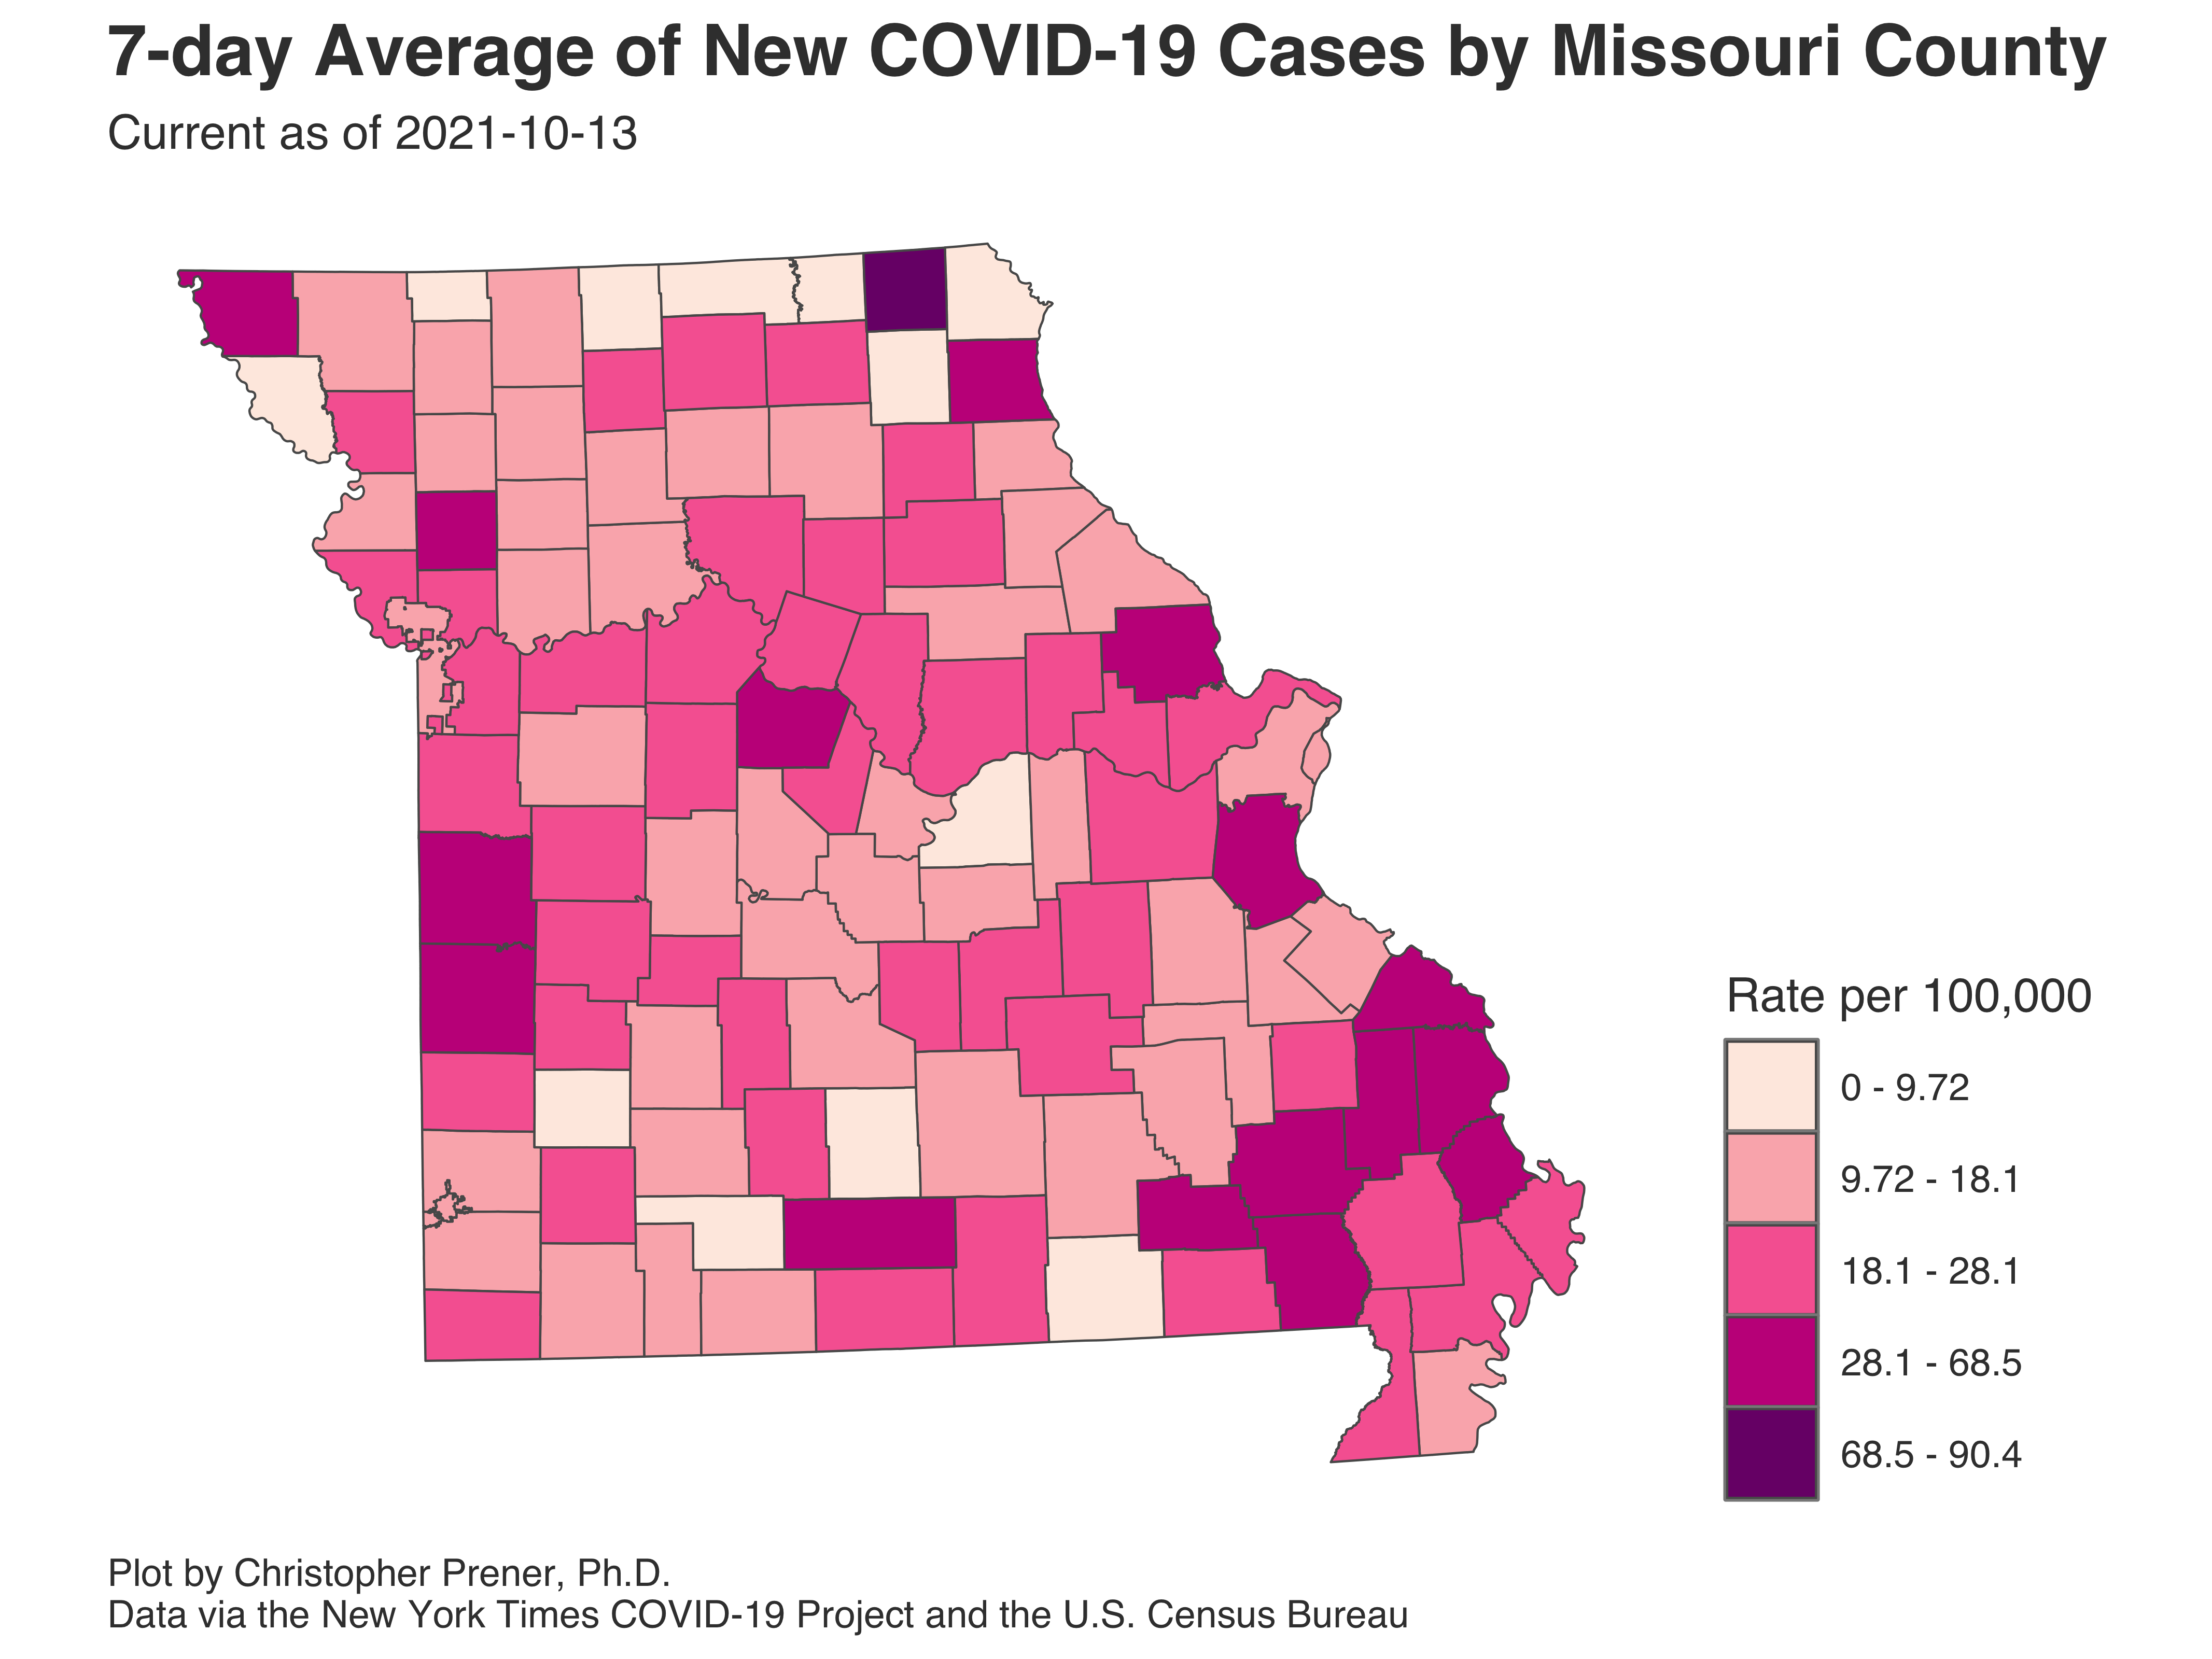 7-day Average of New COVID-19 Cases by Missouri County
Current as of 2021-10-13
Rate per 100,000
0 - 9.72
9.72 - 18.1
18.1 - 28.1
28.1 - 68.5
68.5 - 90.4
Plot by Christopher Prener, Ph.D.
Data via the New York Times COVID-19 Project and the U.S. Census Bureau